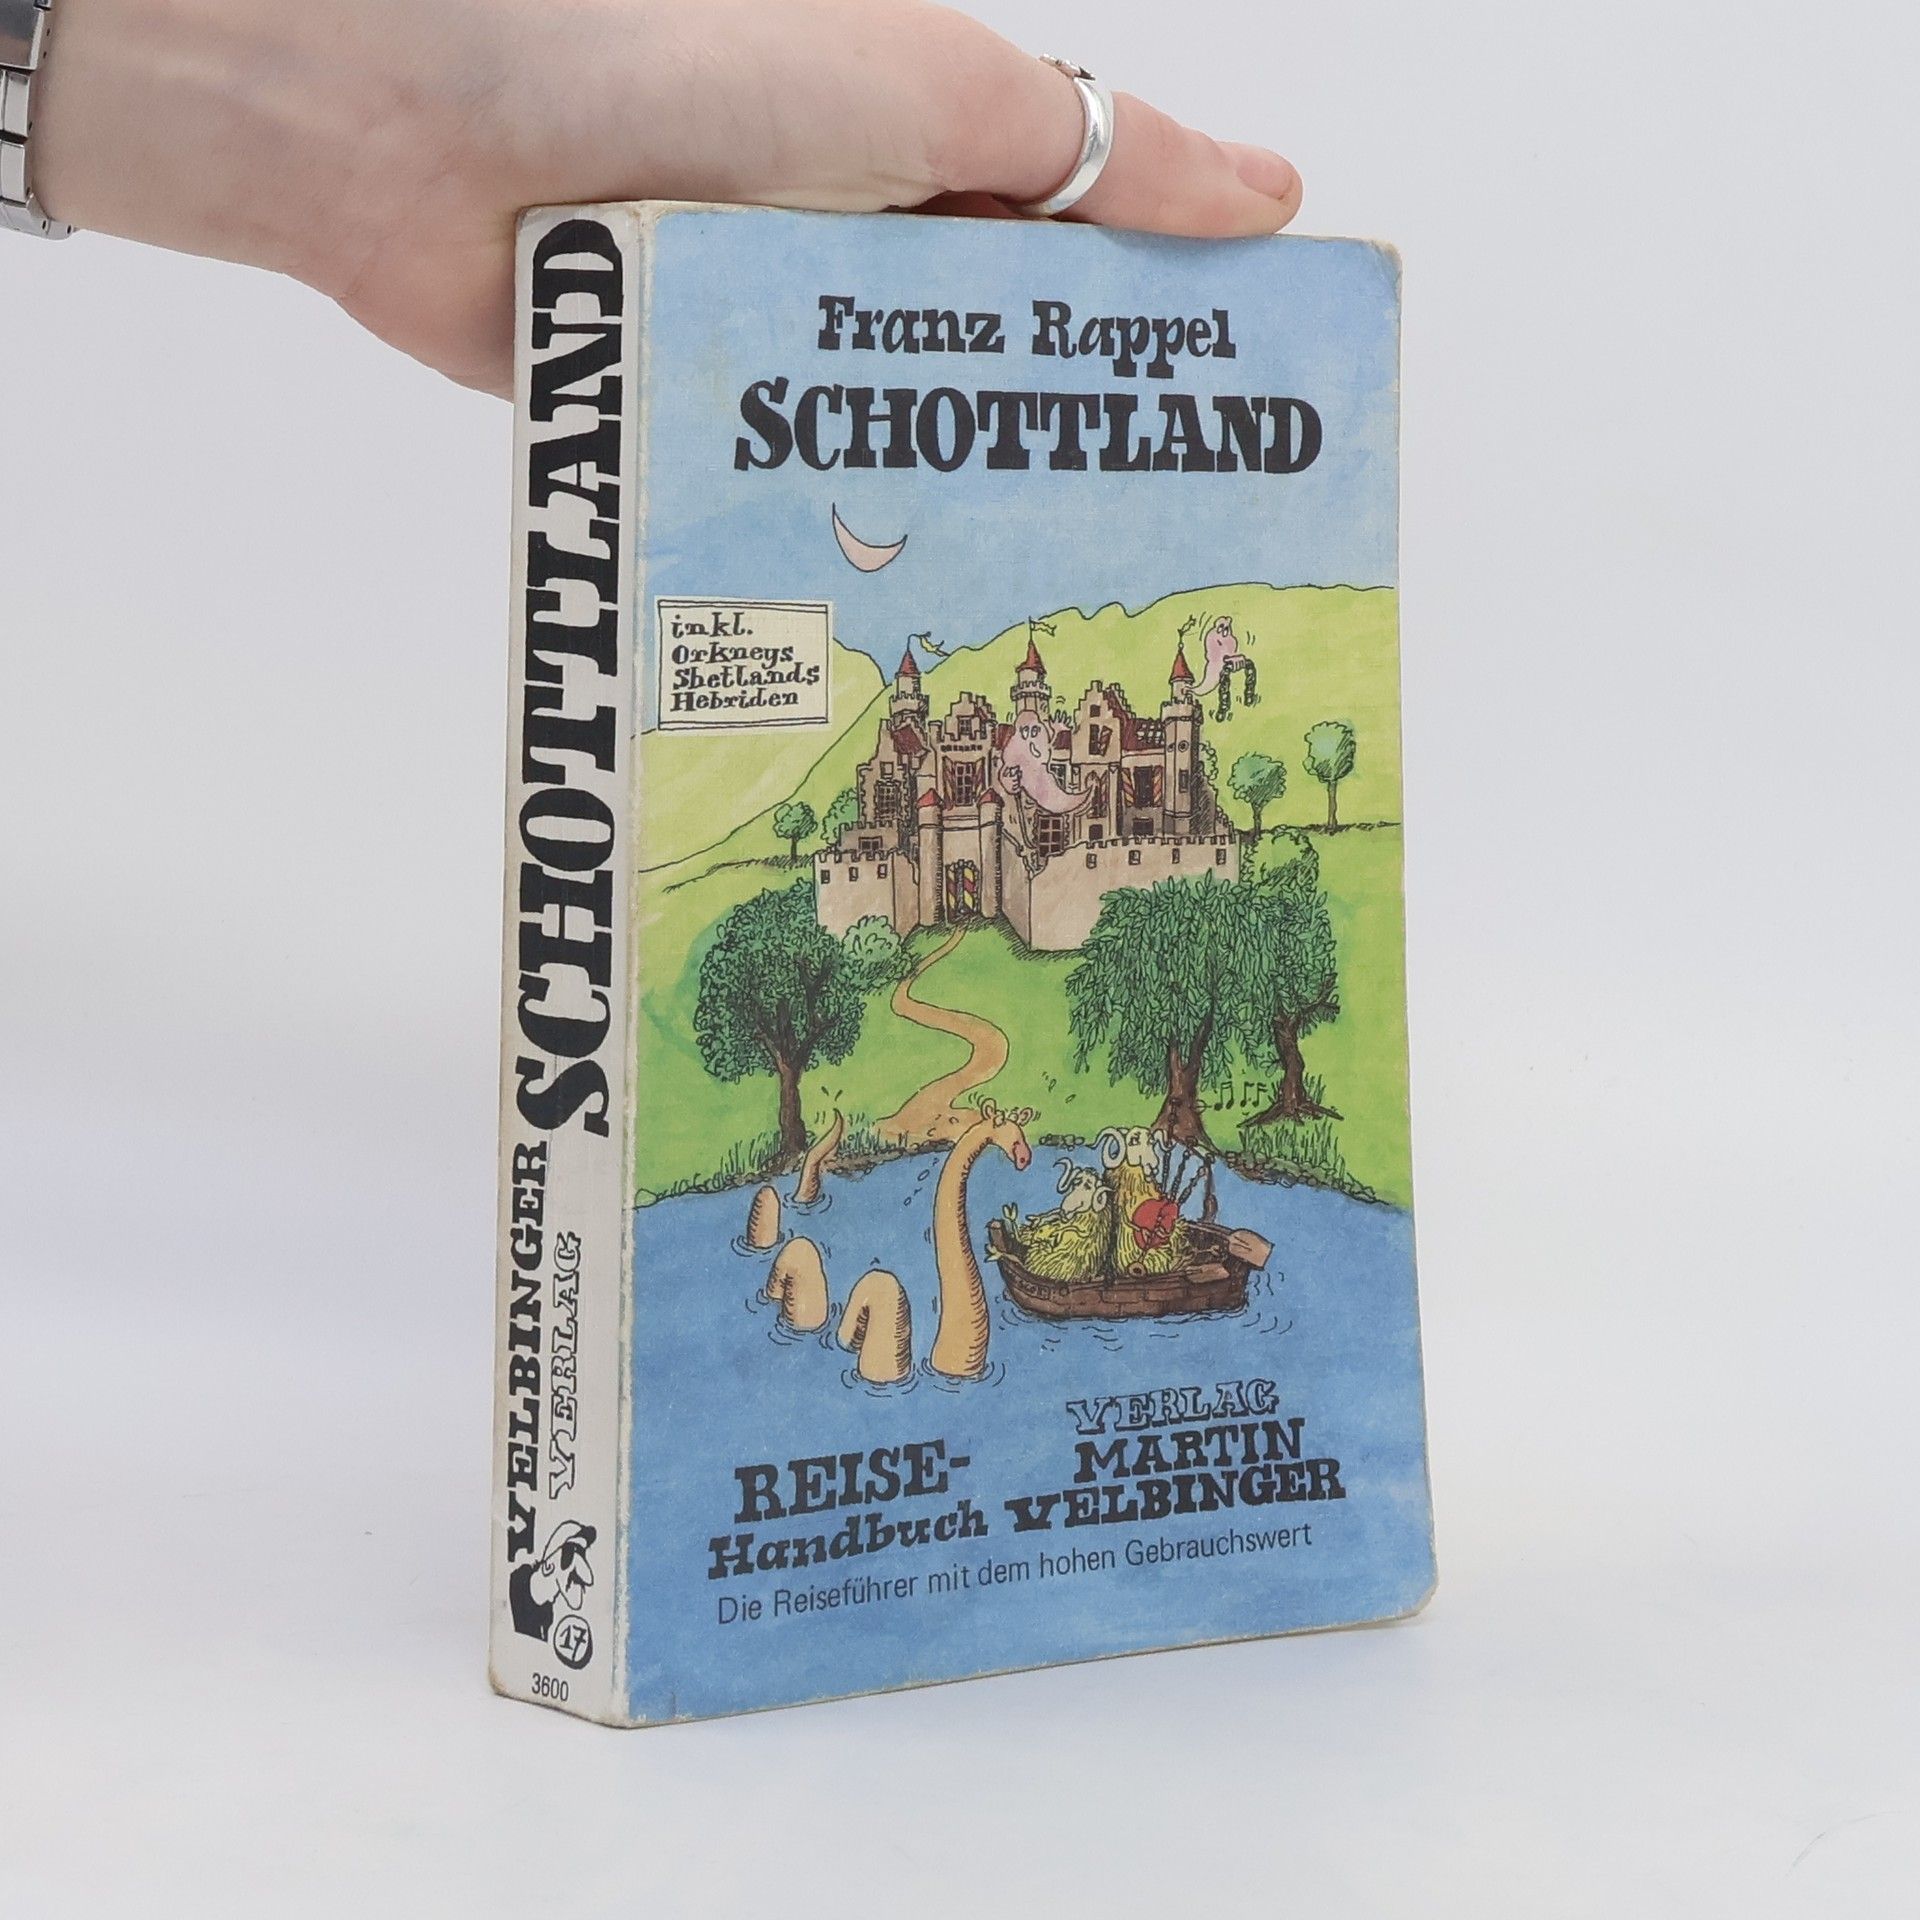 Franz Rappel
SCHOTTLAND
inkl.
Orkneys
Shetlands
Hebriden
VERLAG
MARTIN
VELBINGER
REISE-
Handbuch
Die Reiseführer mit dem hohen Gebrauchswert
SCHOTTLAND
VELBINGER
VERLAG
17
3600